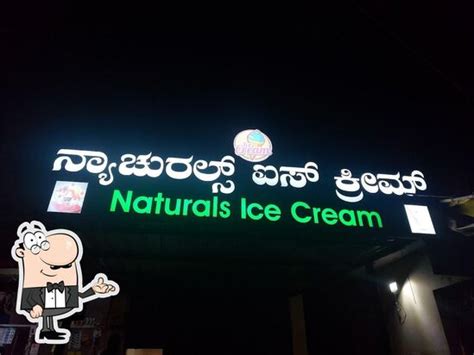 ನ್ಯಾಚುರಲ್ಸ್ ಐಸ್ ಕ್ರೀಮ್
Naturals Ice Cream